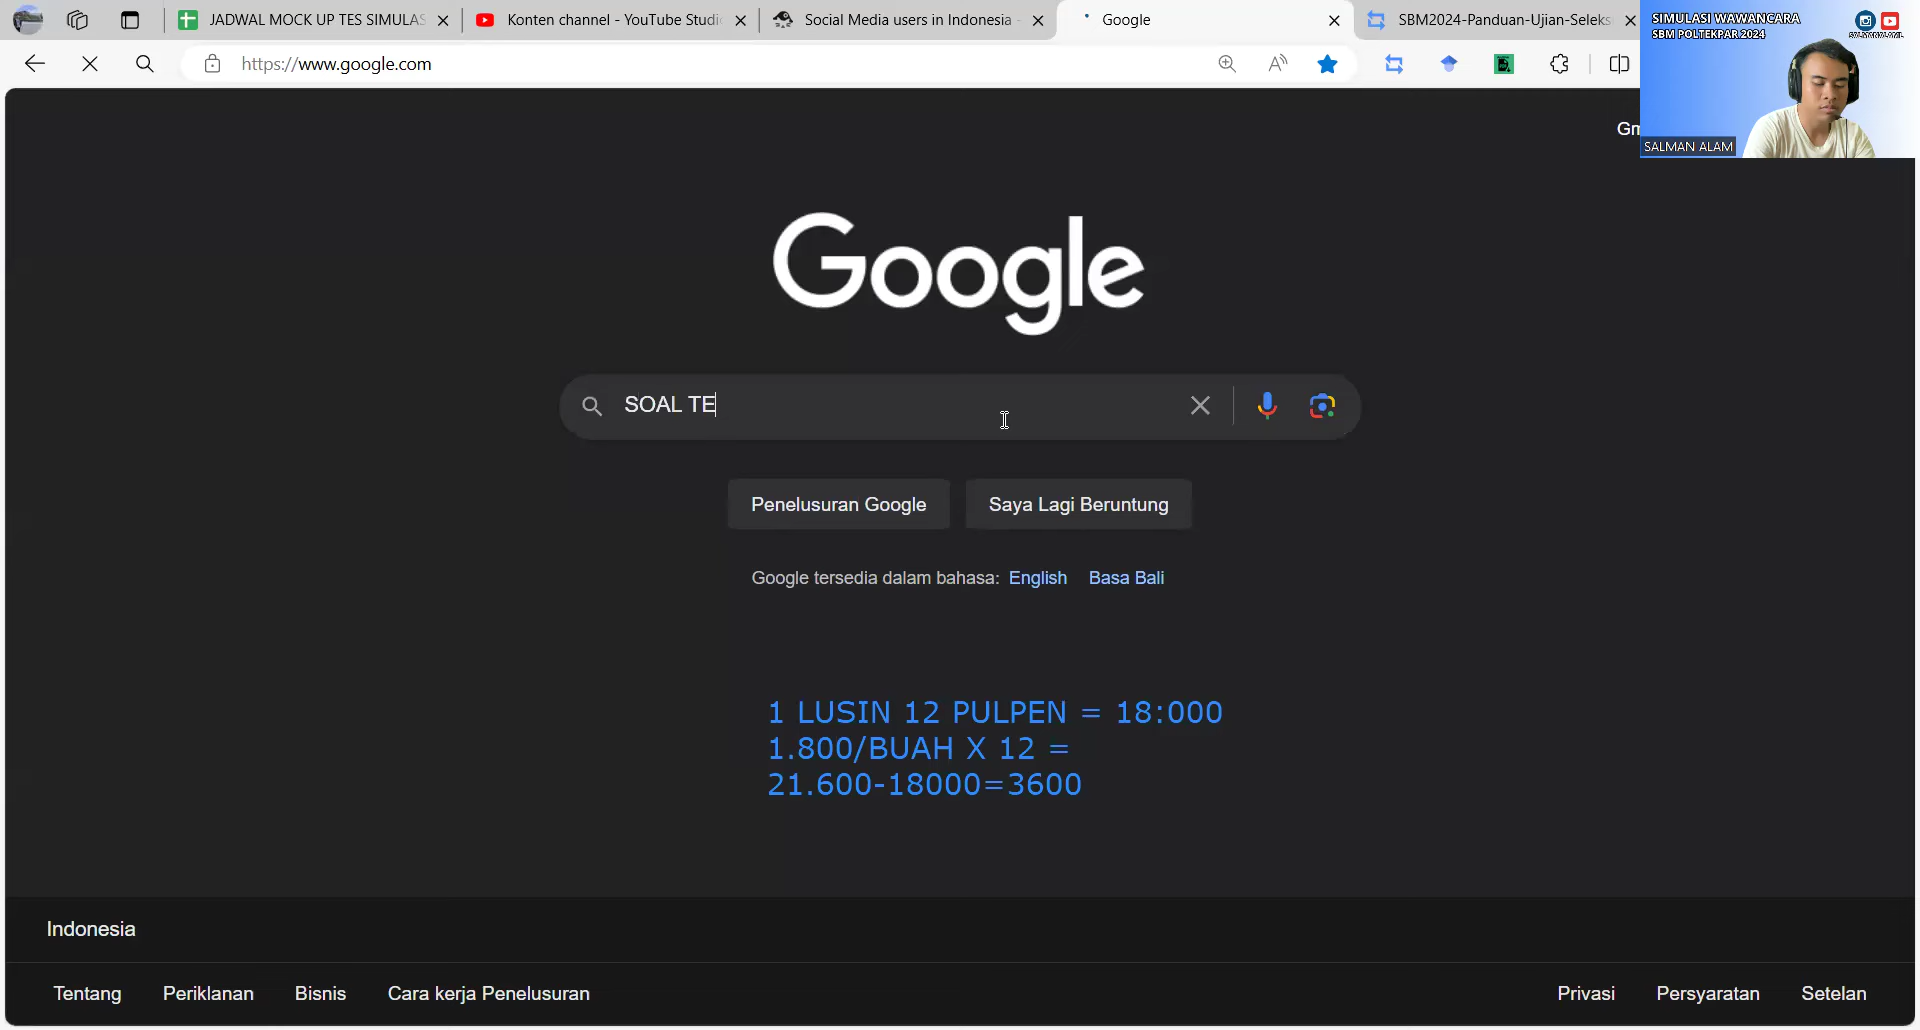 JADWAL MOCK UP TES SIMULAS
Konten channel - YouTube Studi
Social Media users in Indonesia -
Google
SBM2024-Panduan-Ujian-Seleks
SIMULASI WAWANCARA
SBM POLTEKPAR 2024
https://www.google.com
Gm
SALMAN ALAM
Google
SOAL TE
Penelusuran Google
Saya Lagi Beruntung
Google tersedia dalam bahasa: English Basa Bali
1 LUSIN 12 PULPEN = 18:000
1.800/BUAH X 12 =
21.600-18000=3600
Indonesia
Tentang
Periklanan
Bisnis
Cara kerja Penelusuran
Privasi
Persyaratan
Setelan